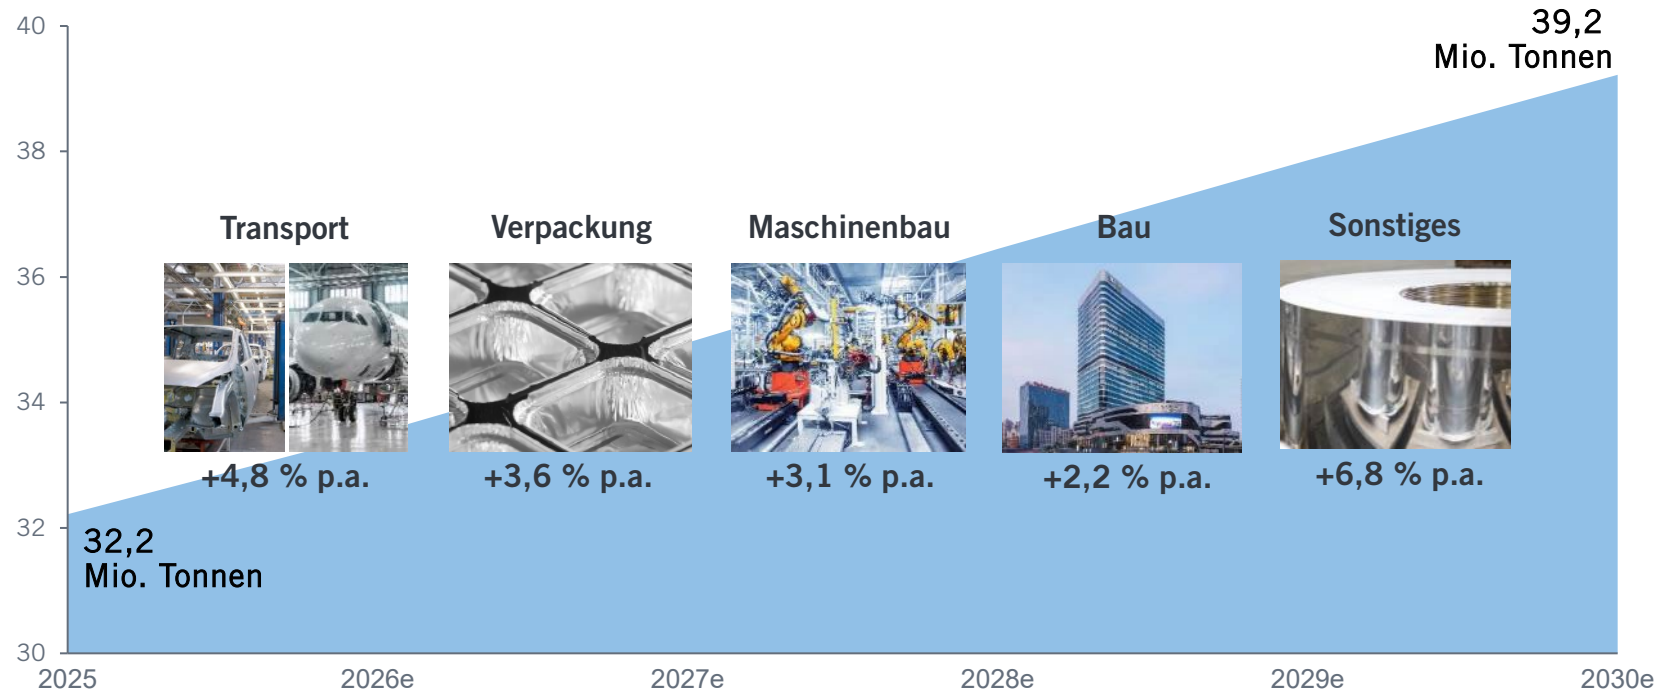 40
39,2
Mio. Tonnen
38
Transport
Verpackung
Maschinenbau
Bau
Sonstiges
36
34
+4,8 % p.a.
+3,6 % p.a.
+3,1 % p.a.
+2,2 % p.a.
+6,8 % p.a.
32
32,2
Mio. Tonnen
30
2025
2026e
2027e
2028e
2029e
2030e